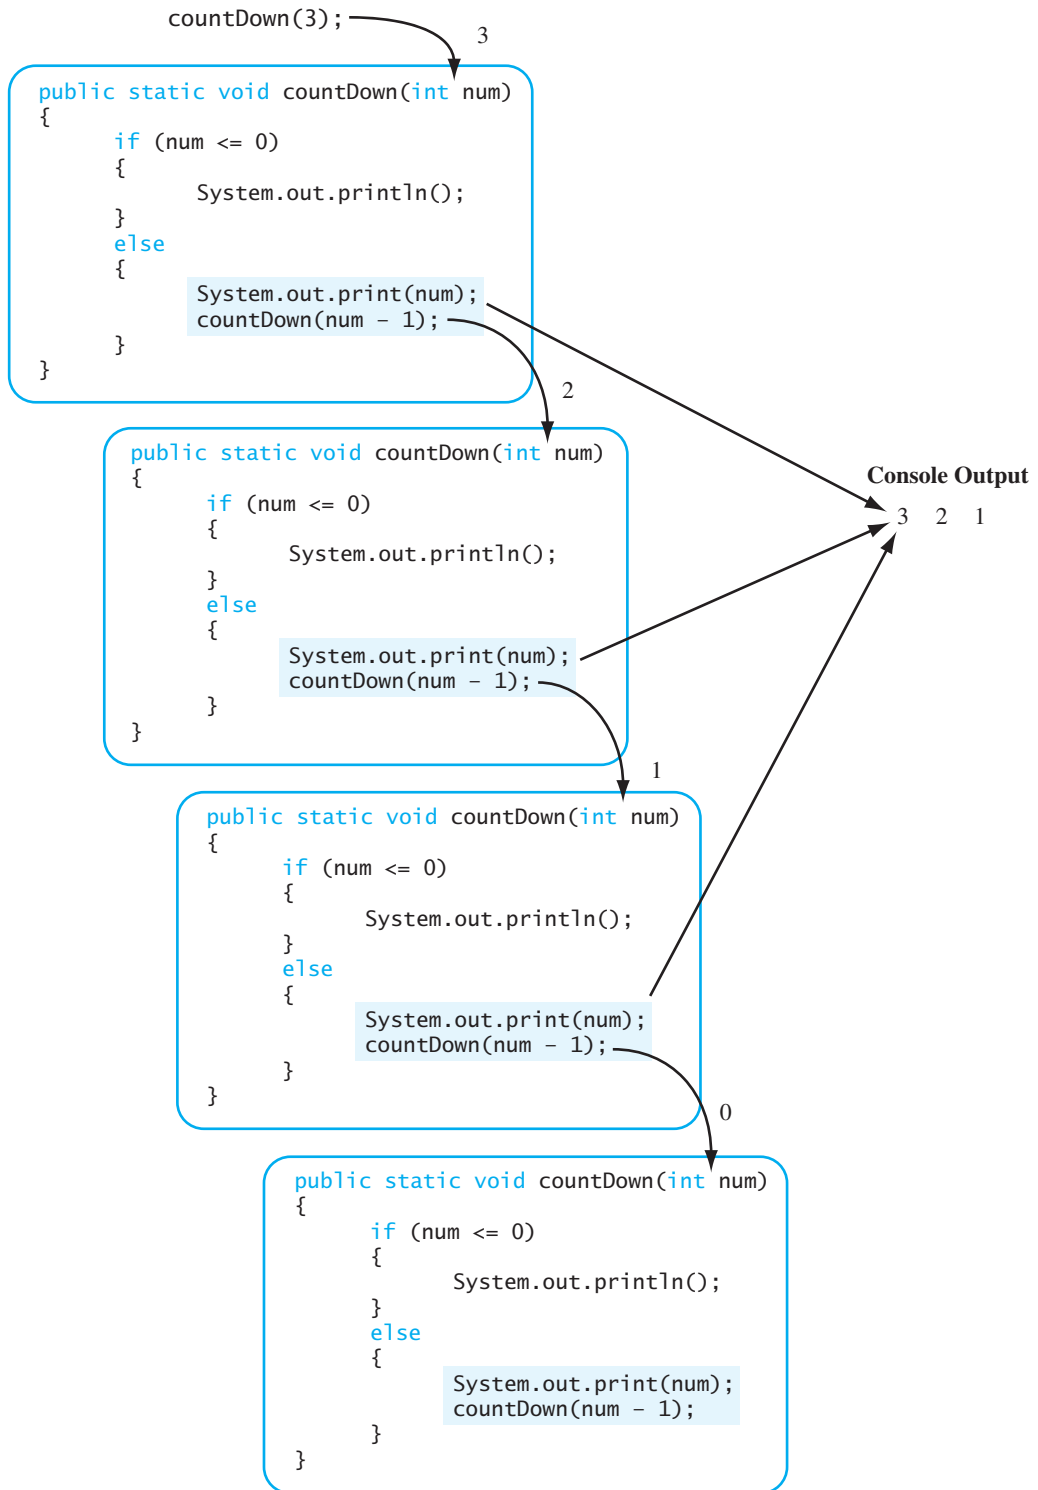 countDown(3);
3
public static void countDown(int num)
{
if (num <= 0)
{
System.out.println();
}
else
{
System.out.print(num);
countDown(num – 1);
}
}
2
public static void countDown(int num)
{
if (num <= 0)
{
System.out.println();
}
else
{
System.out.print(num);
countDown(num – 1);
}
}
Console Output
3 2 1
1
public static void countDown(int num)
{
if (num <= 0)
{
System.out.println();
}
else
{
System.out.print(num);
countDown(num – 1);
}
}
0
public static void countDown(int num)
{
if (num <= 0)
{
System.out.println();
}
else
{
System.out.print(num);
countDown(num – 1);
}
}